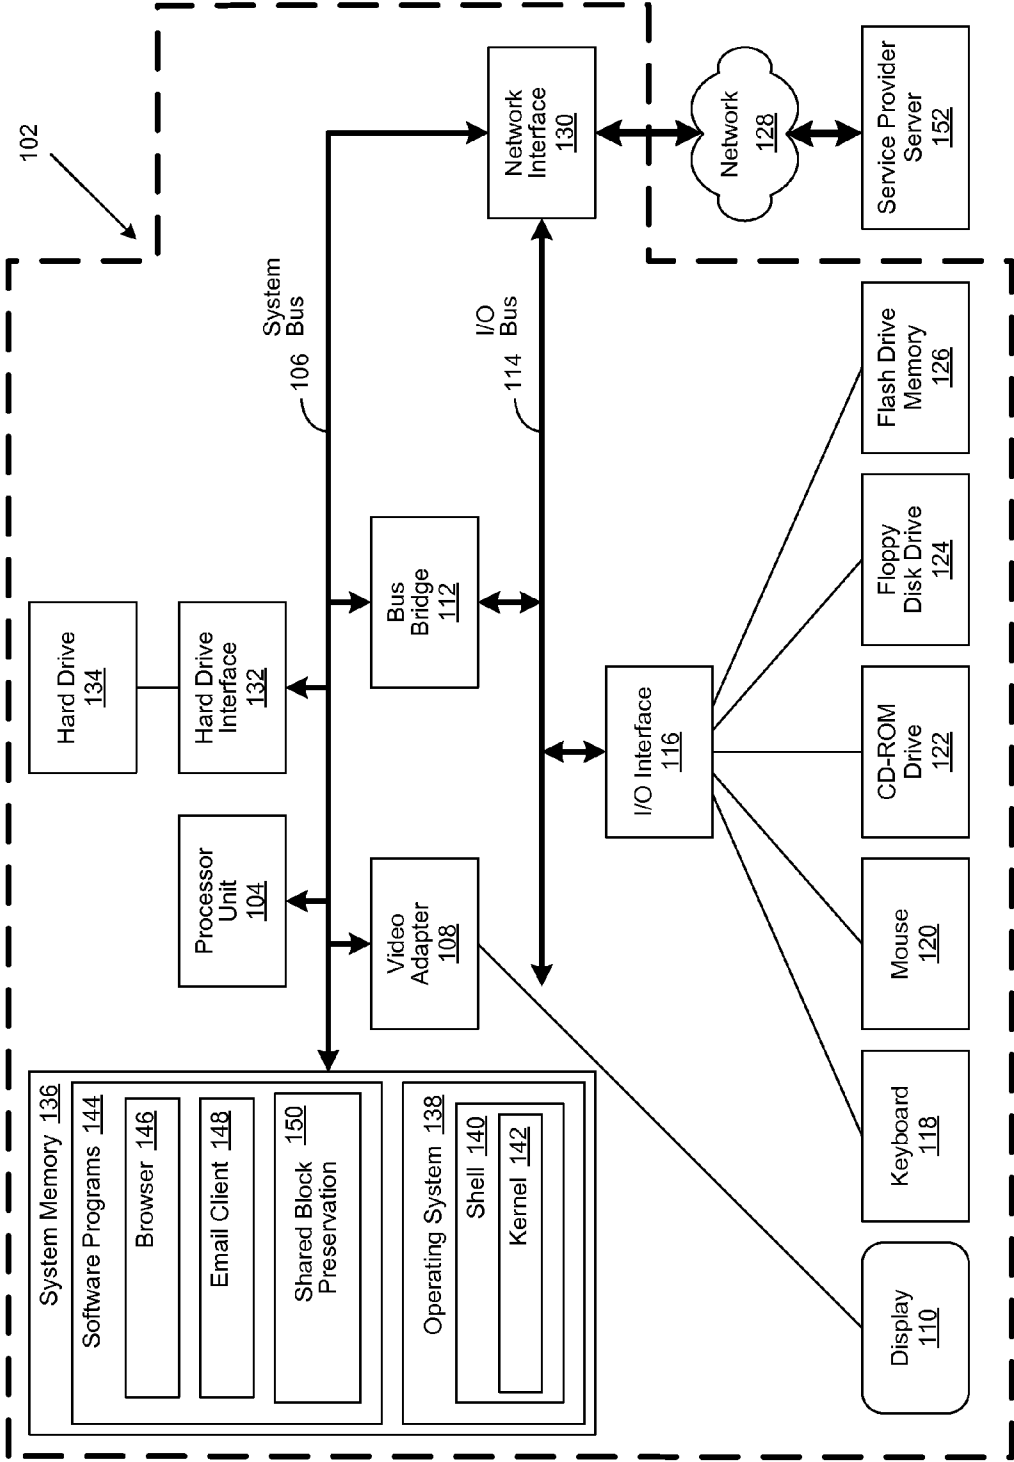 102
Hard Drive
134
Hard Drive
Interface
132
Processor
Unit
104
System Memory 136
Software Programs 144
Browser 146
Email Client 148
Shared Block
Preservation
150
Operating System 138
Shell 140
Kernel 142
System
Bus
106
Video
Adapter
108
Bus
Bridge
112
Network
Interface
130
I/O
Bus
114
I/O Interface
116
Network
128
Display
110
Keyboard
118
Mouse
120
CD-ROM
Drive
122
Floppy
Disk Drive
124
Flash Drive
Memory
126
Service Provider
Server
152